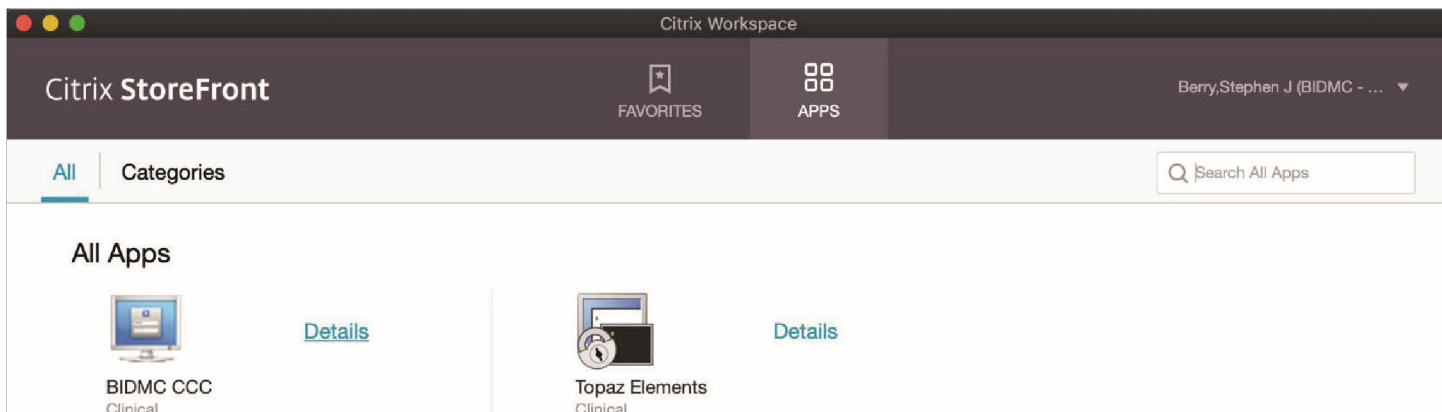 Citrix Workspace
Citrix StoreFront
FAVORITES
APPS
Berry,Stephen J (BIDMC - ...
All
Categories
Search All Apps
All Apps
Details
Details
BIDMC CCC
Topaz Elements
Clinical
Clinical